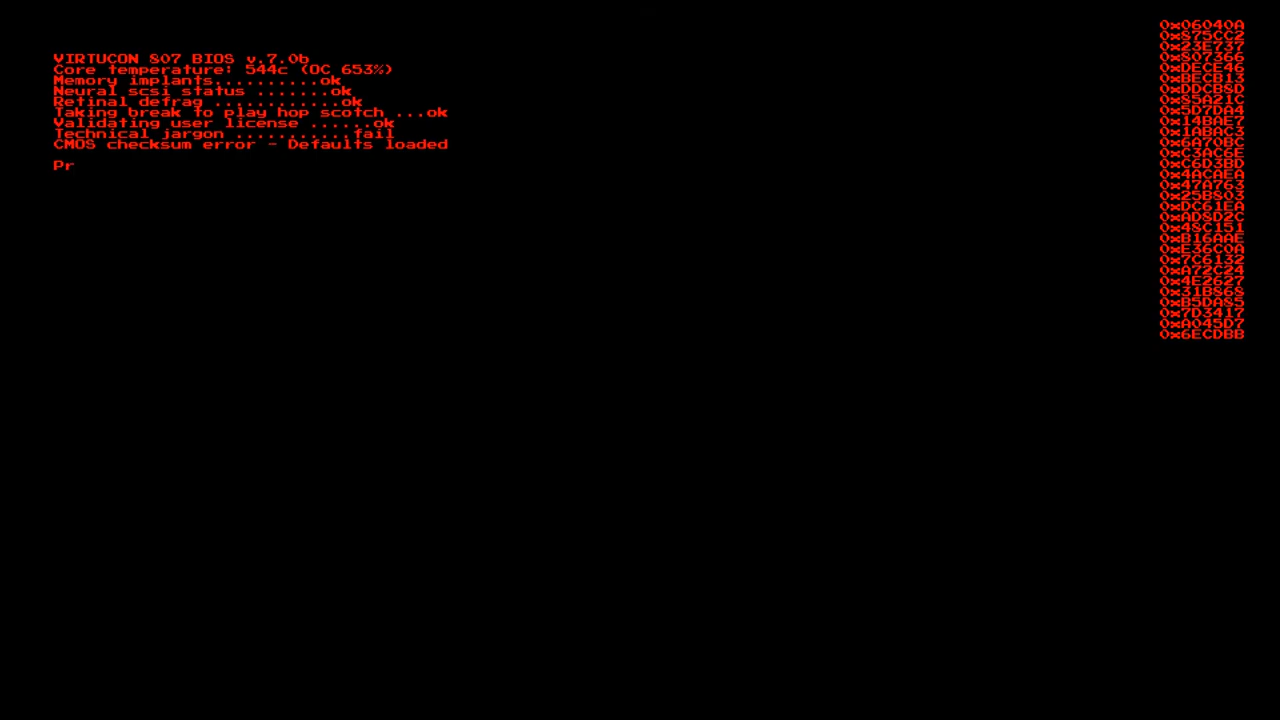 VIRTUCON 807 BIOS v.7.0b
Core temperature: 544c (OC 653%)
Memory implants..........ok
Neural scsi status .......ok
Retinal defrag ............ok
Taking break to play hop scotch ...ok
Validating user license ......ok
Technical jargon ...........fail
CMOS checksum error - Defaults loaded
Pr
0x06040A
0x875CC2
0x23E737
0x807366
0xDECE46
0xBECB13
0xDDCB8D
0x85A21C
0x5D7DA4
0x14BAE7
0x1ABAC3
0x6A70BC
0xC3AC6E
0xC6D3BD
0x4ACAEA
0x47A763
0x25B803
0xDC61EA
0xAD8D2C
0x48C151
0xB16AAE
0xE36C0A
0x7C6132
0xA72C24
0x4E2627
0x31B868
0xB5DA85
0x7D3417
0xA045D7
0x6ECDBB